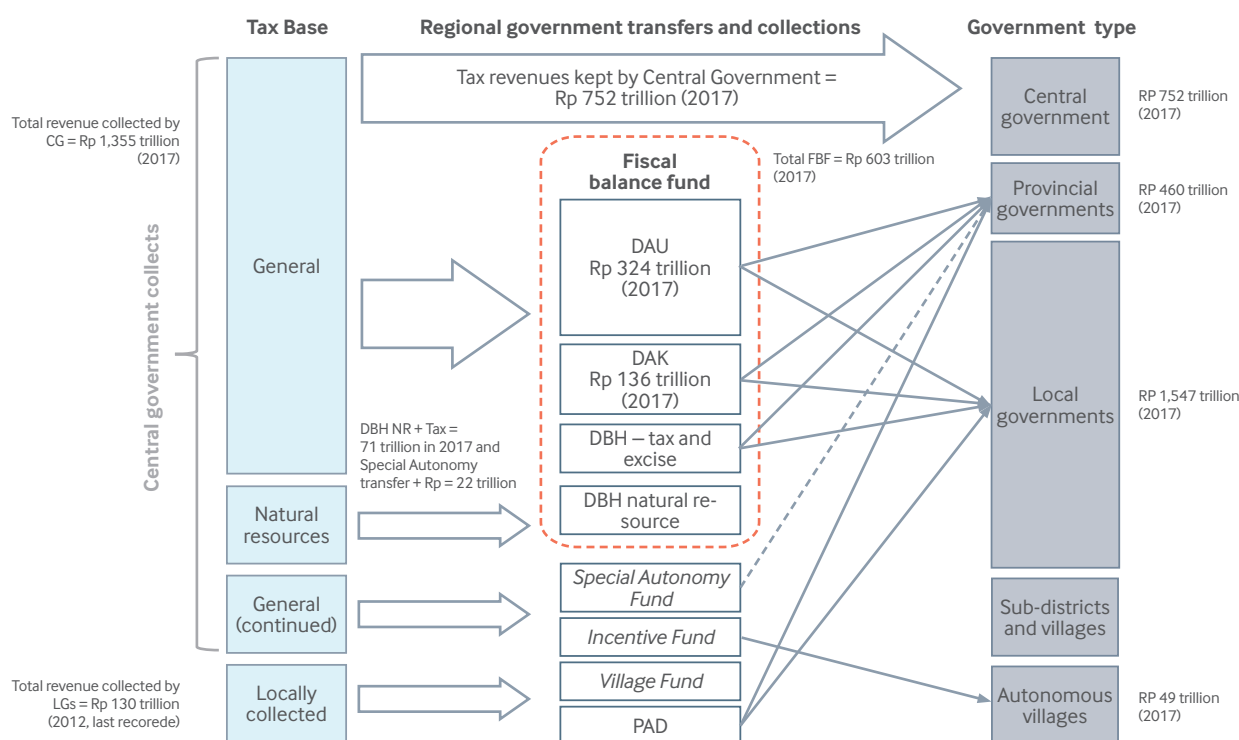 Tax Base
Regional government transfers and collections
Government type
Central government collects
Total revenue collected by
CG = Rp 1,355 trillion
(2017)
General
Tax revenues kept by Central Government =
Rp 752 trillion (2017)
Central
government
RP 752 trillion
(2017)
Total FBF = Rp 603 trillion
(2017)
Fiscal
balance fund
DAU
Rp 324 trillion
(2017)
DAK
Rp 136 trillion
(2017)
DBH – tax and
excise
DBH natural re-
source
Provincial
governments
RP 460 trillion
(2017)
Local
governments
RP 1,547 trillion
(2017)
DBH NR + Tax =
71 trillion in 2017 and
Special Autonomy
transfer + Rp = 22 trillion
Natural
resources
General
(continued)
Special Autonomy
Fund
Incentive Fund
Sub-districts
and villages
Total revenue collected by
LGs = Rp 130 trillion
(2012, last recorede)
Locally
collected
Village Fund
PAD
Autonomous
villages
RP 49 trillion
(2017)